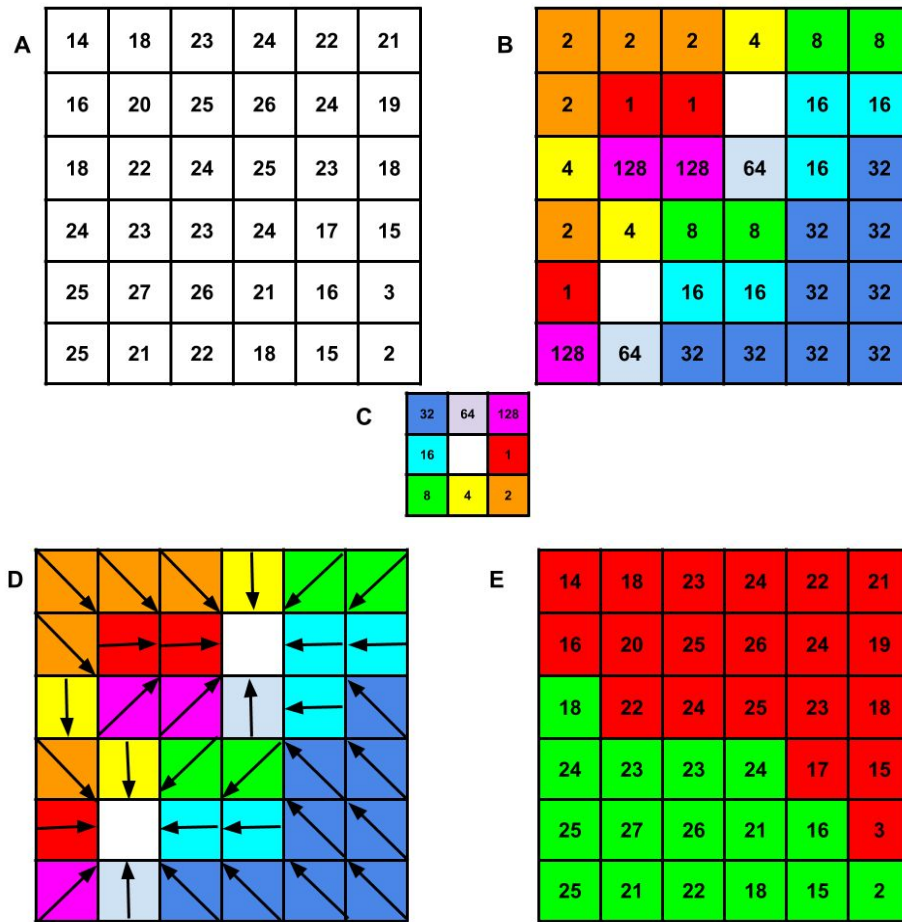 A
14 18 23 24 22 21
16 20 25 26 24 19
18 22 24 25 23 18
24 23 23 24 17 15
25 27 26 21 16 3
25 21 22 18 15 2
B
2 2 2 4 8 8
2 1 1 16 16
4 128 128 64 16 32
2 4 8 8 32 32
1 16 16 32 32
128 64 32 32 32 32
C
32 64 128
16 1
8 4 2
D
E
14 18 23 24 22 21
16 20 25 26 24 19
18 22 24 25 23 18
24 23 23 24 17 15
25 27 26 21 16 3
25 21 22 18 15 2